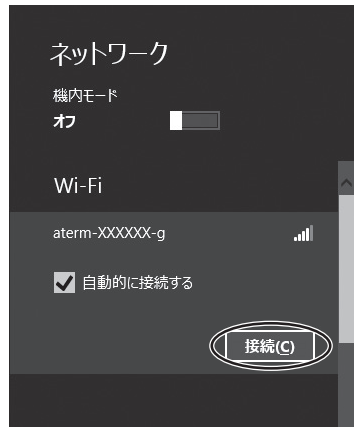 ネットワーク
機内モード
オフ
Wi-Fi
aterm-XXXXXX-g
自動的に接続する
接続(C)